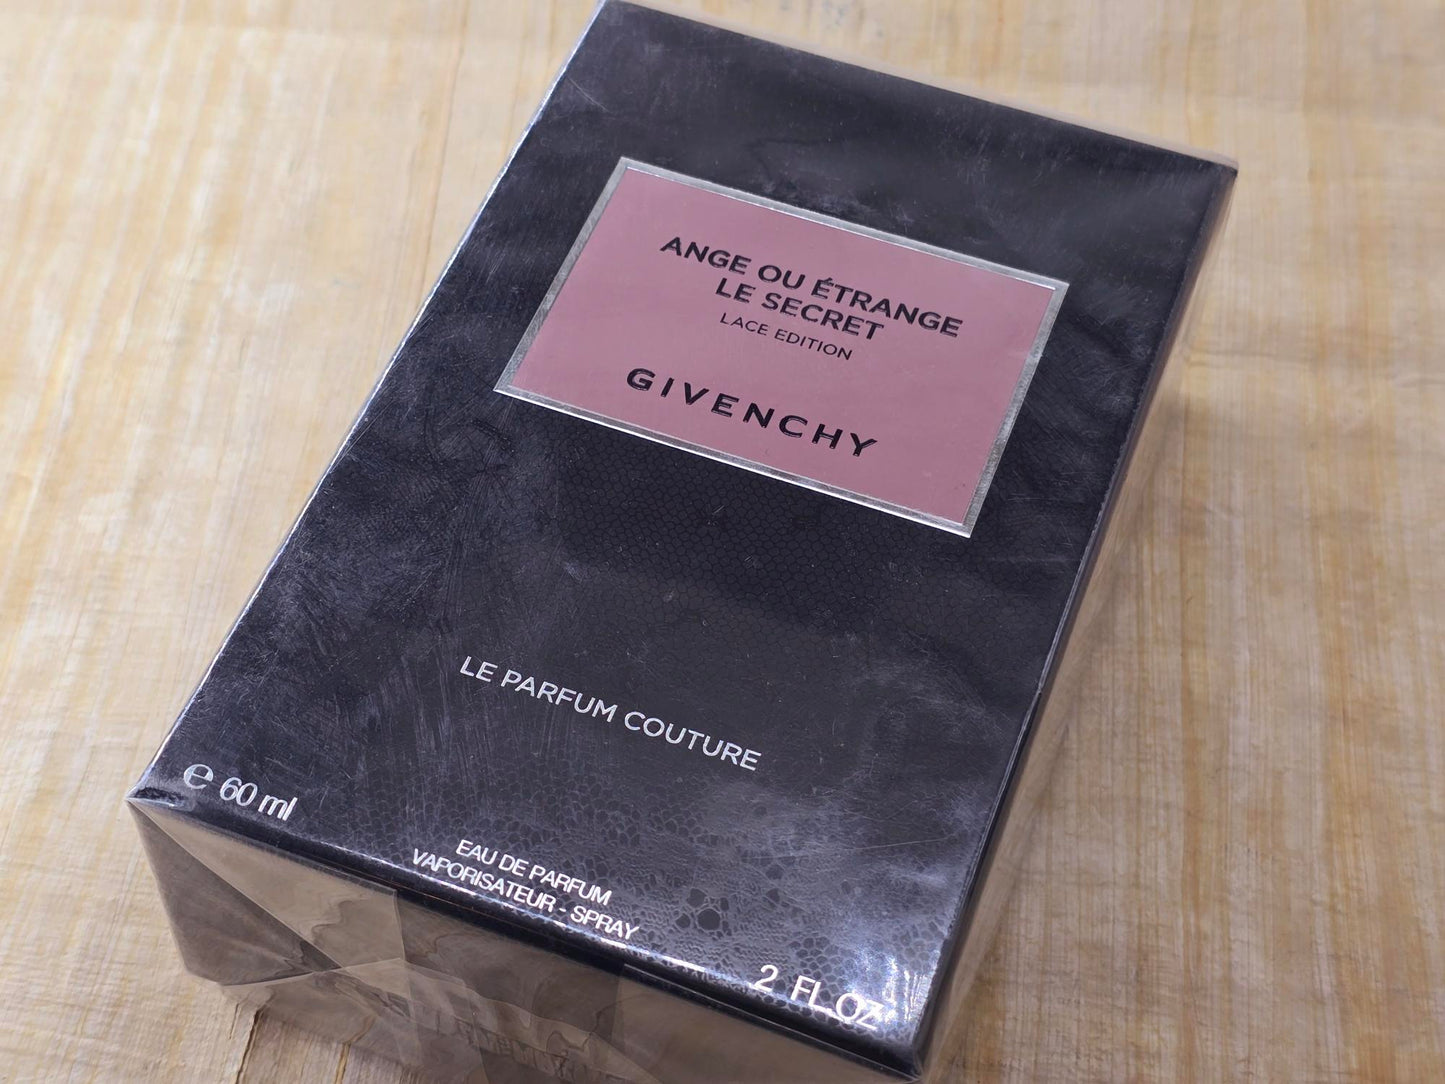 ANGE OU ÉTRANGE
LE SECRET
LACE EDITION
GIVENCHY
LE PARFUM COUTURE
℮ 60 ml
EAU DE PARFUM
VAPORISATEUR - SPRAY
2 FL.OZ